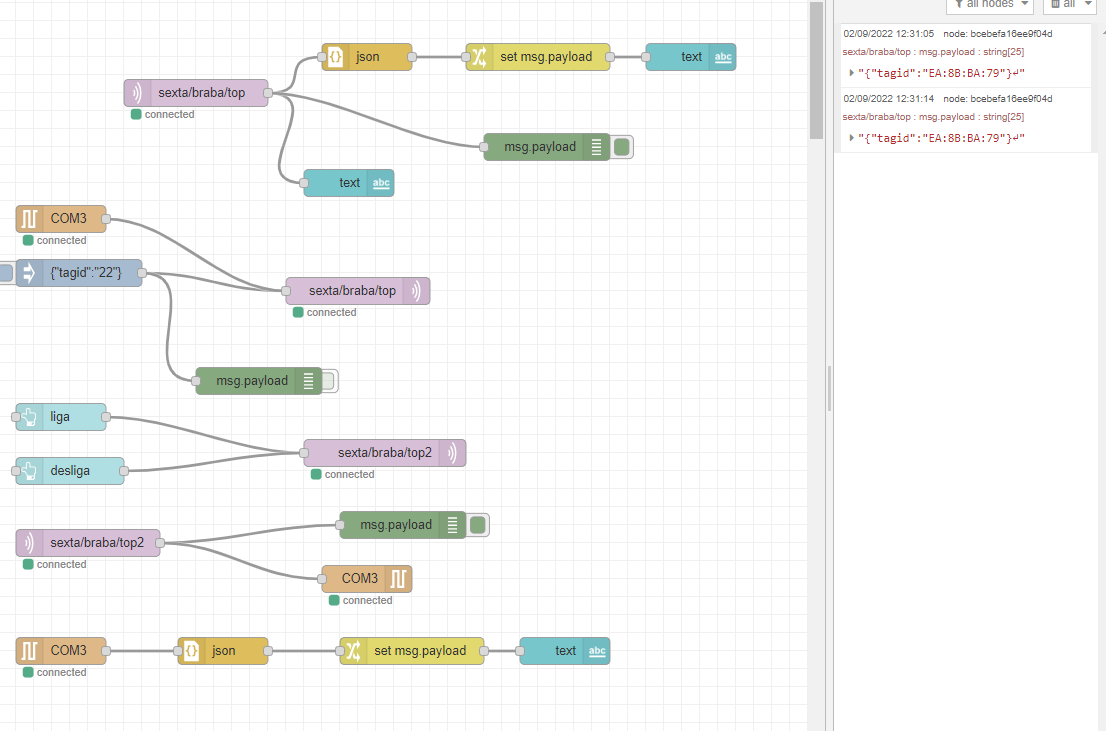 all nodes
all
02/09/2022 12:31:05 node: bcebefa16ee9f04d
sexta/braba/top : msg.payload : string[25]
"{"tagid":"EA:8B:BA:79"}↵"
02/09/2022 12:31:14 node: bcebefa16ee9f04d
sexta/braba/top : msg.payload : string[25]
"{"tagid":"EA:8B:BA:79"}↵"
json
set msg.payload
text
abc
sexta/braba/top
connected
msg.payload
text
abc
COM3
connected
{"tagid":"22"}
sexta/braba/top
connected
msg.payload
liga
sexta/braba/top2
connected
desliga
msg.payload
sexta/braba/top2
connected
COM3
connected
COM3
connected
json
set msg.payload
text
abc